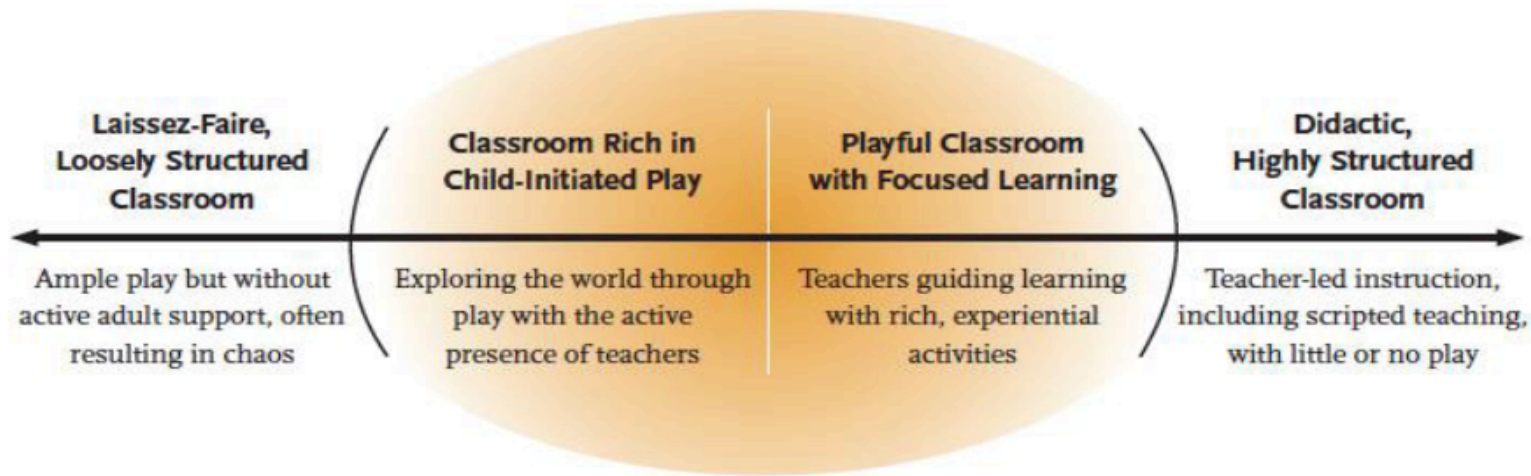 Laissez-Faire,
Loosely Structured
Classroom
Ample play but without
active adult support, often
resulting in chaos
Classroom Rich in
Child-Initiated Play
Exploring the world through
play with the active
presence of teachers
Playful Classroom
with Focused Learning
Teachers guiding learning
with rich, experiential
activities
Didactic,
Highly Structured
Classroom
Teacher-led instruction,
including scripted teaching,
with little or no play